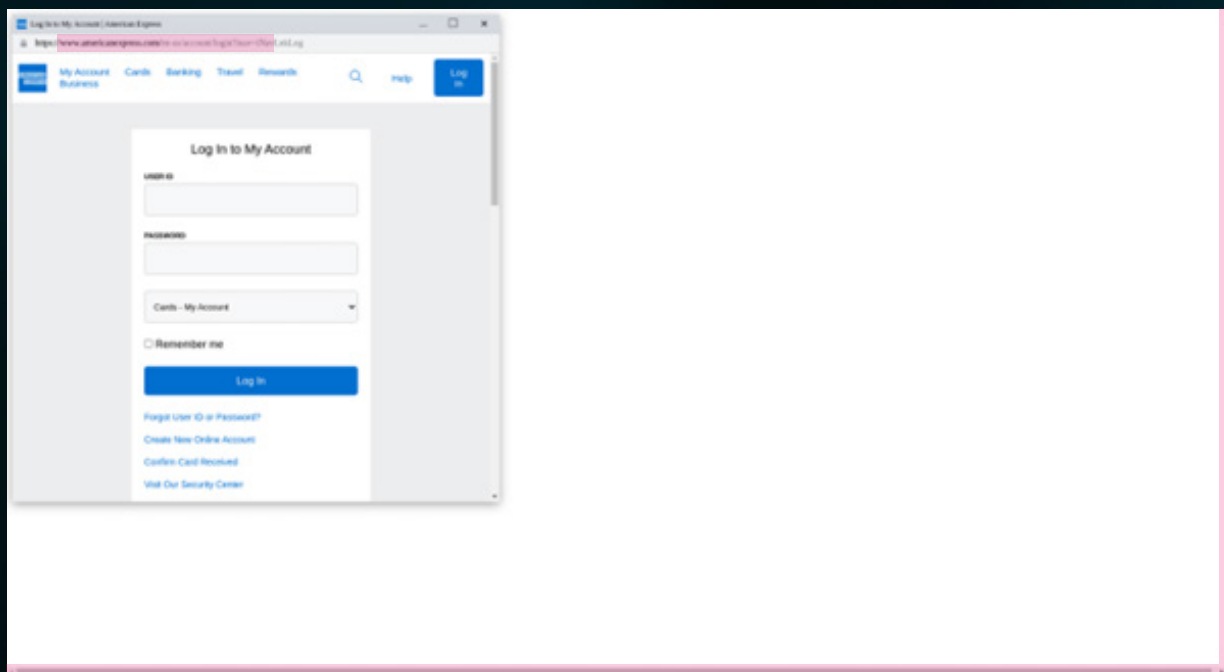 Log In to My Account | American Express
https://www.americanexpress.com/
My Account Cards Banking Travel Rewards
Business
Help
Log
In
Log In to My Account
USER ID
PASSWORD
Cards - My Account
Remember me
Log In
Forgot User ID or Password?
Create New Online Account
Confirm Card Received
Visit Our Security Center